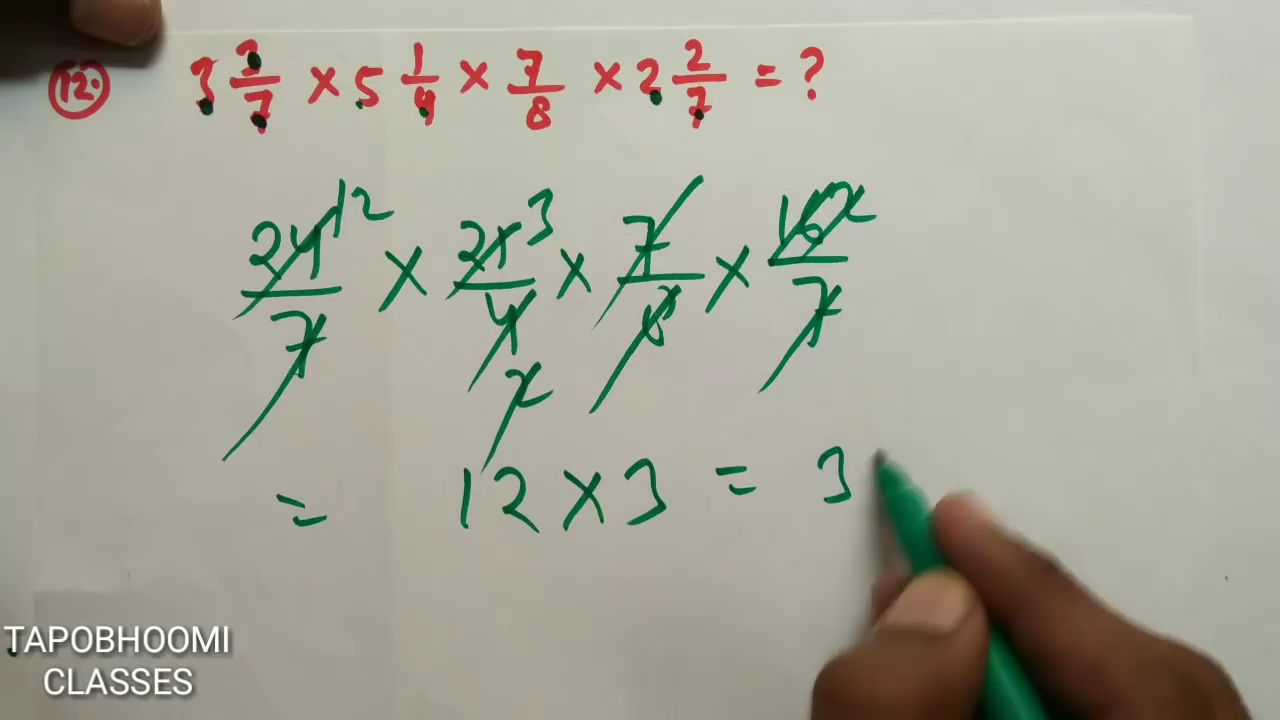 12. 3 3/7 × 5 1/4 × 7/8 × 2 2/7 = ?
24/7 12 × 21/4 3 2 × 7/8 × 16/7 2
= 12 × 3 = 3
TAPOBHOOMI
CLASSES